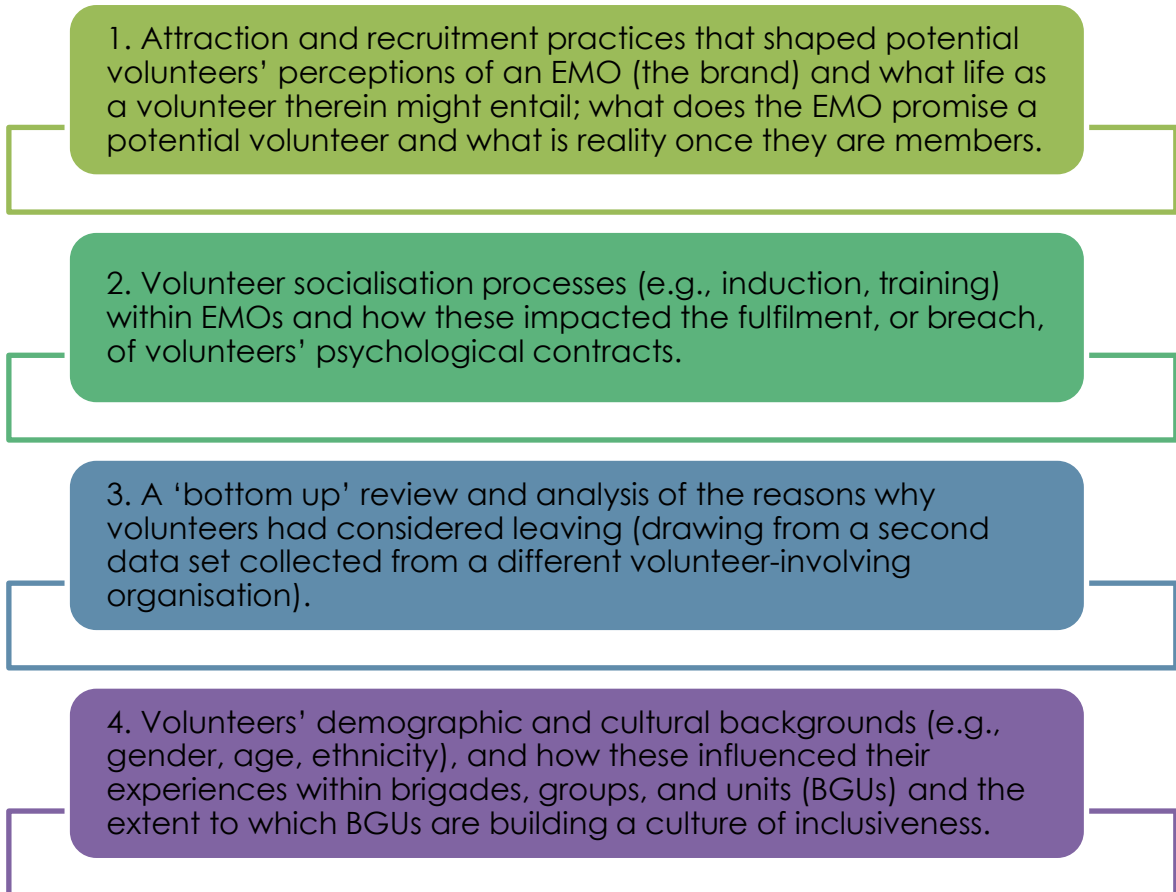 1. Attraction and recruitment practices that shaped potential
volunteers’ perceptions of an EMO (the brand) and what life as
a volunteer therein might entail; what does the EMO promise a
potential volunteer and what is reality once they are members.
2. Volunteer socialisation processes (e.g., induction, training)
within EMOs and how these impacted the fulfilment, or breach,
of volunteers’ psychological contracts.
3. A ‘bottom up’ review and analysis of the reasons why
volunteers had considered leaving (drawing from a second
data set collected from a different volunteer-involving
organisation).
4. Volunteers’ demographic and cultural backgrounds (e.g.,
gender, age, ethnicity), and how these influenced their
experiences within brigades, groups, and units (BGUs) and the
extent to which BGUs are building a culture of inclusiveness.